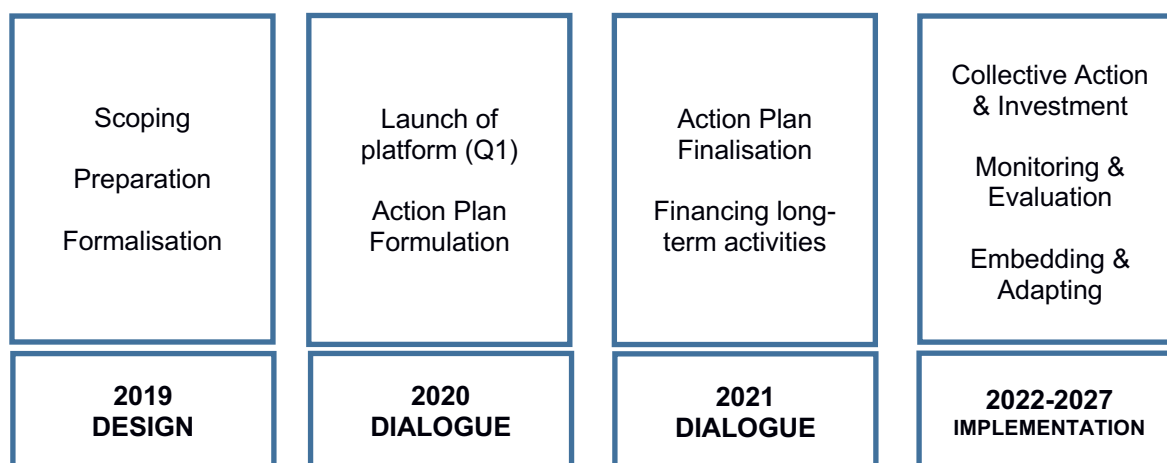 Scoping
Preparation
Formalisation
2019
DESIGN
Launch of
platform (Q1)
Action Plan
Formulation
2020
DIALOGUE
Action Plan
Finalisation
Financing long-
term activities
2021
DIALOGUE
Collective Action
& Investment
Monitoring &
Evaluation
Embedding &
Adapting
2022-2027
IMPLEMENTATION